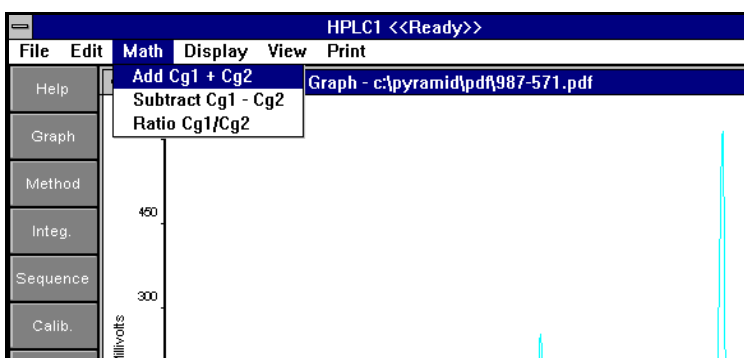 HPLC1 <<Ready>>
File Edit Math Display View Print
Add Cg1 + Cg2
Subtract Cg1 - Cg2
Ratio Cg1/Cg2
Graph - c:\pyramid\pdf\987-571.pdf
Help
Graph
Method
Integ.
Sequence
Calib.
450
300
Millivolts